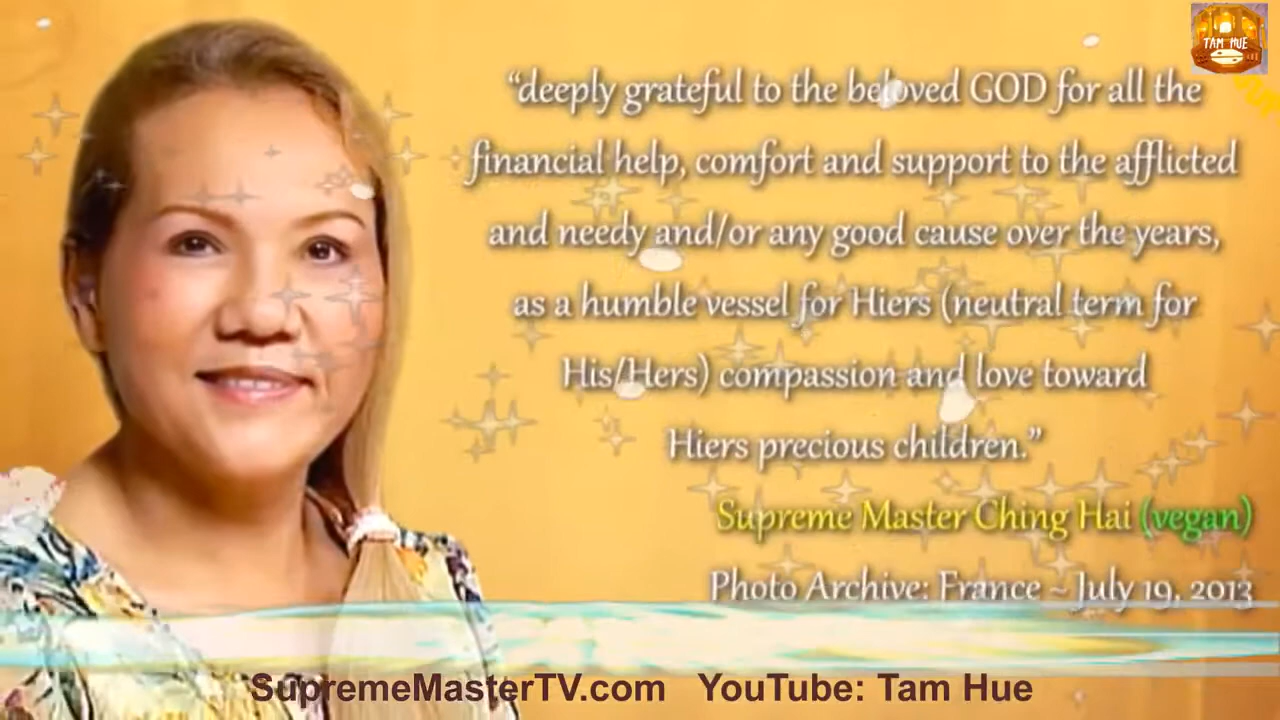 TAM HUE
“deeply grateful to the beloved GOD for all the
financial help, comfort and support to the afflicted
and needy and/or any good cause over the years,
as a humble vessel for Hiers (neutral term for
His/Hers) compassion and love toward
Hiers precious children.”
Supreme Master Ching Hai (vegan)
Photo Archive: France ~ July 19, 2013
SupremeMasterTV.com YouTube: Tam Hue